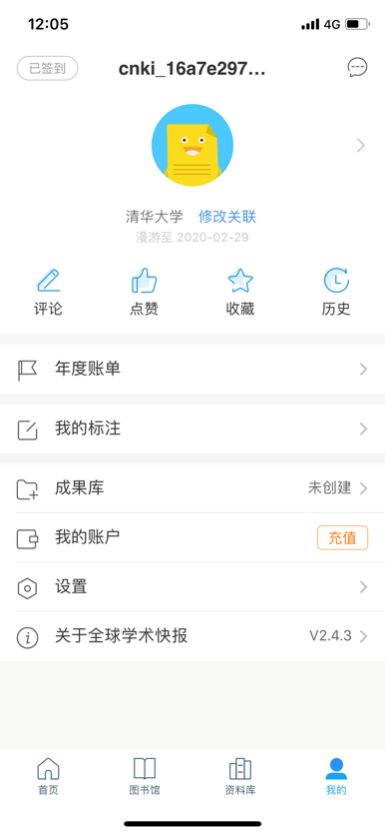 12:05
4G
已签到
cnki_16a7e297...
清华大学 修改关联
漫游至 2020-02-29
评论 点赞 收藏 历史
年度账单
我的标注
成果库 未创建
我的账户 充值
设置
关于全球学术快报 V2.4.3
首页 图书馆 资料库 我的